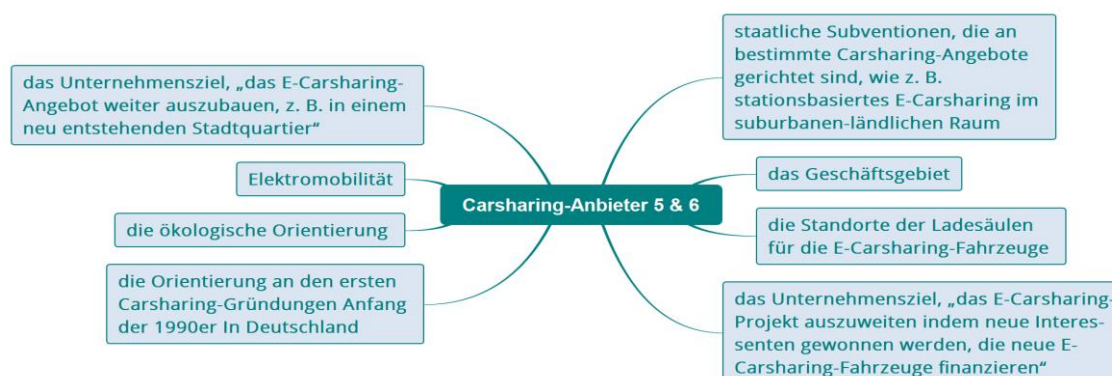 das Unternehmensziel, „das E-Carsharing-
Angebot weiter auszubauen, z. B. in einem
neu entstehenden Stadtquartier“
Elektromobilität
die ökologische Orientierung
die Orientierung an den ersten
Carsharing-Gründungen Anfang
der 1990er In Deutschland
Carsharing-Anbieter 5 & 6
staatliche Subventionen, die an
bestimmte Carsharing-Angebote
gerichtet sind, wie z. B.
stationsbasiertes E-Carsharing im
suburbanen-ländlichen Raum
das Geschäftsgebiet
die Standorte der Ladesäulen
für die E-Carsharing-Fahrzeuge
das Unternehmensziel, „das E-Carsharing-
Projekt auszuweiten indem neue Interes-
senten gewonnen werden, die neue E-
Carsharing-Fahrzeuge finanzieren“